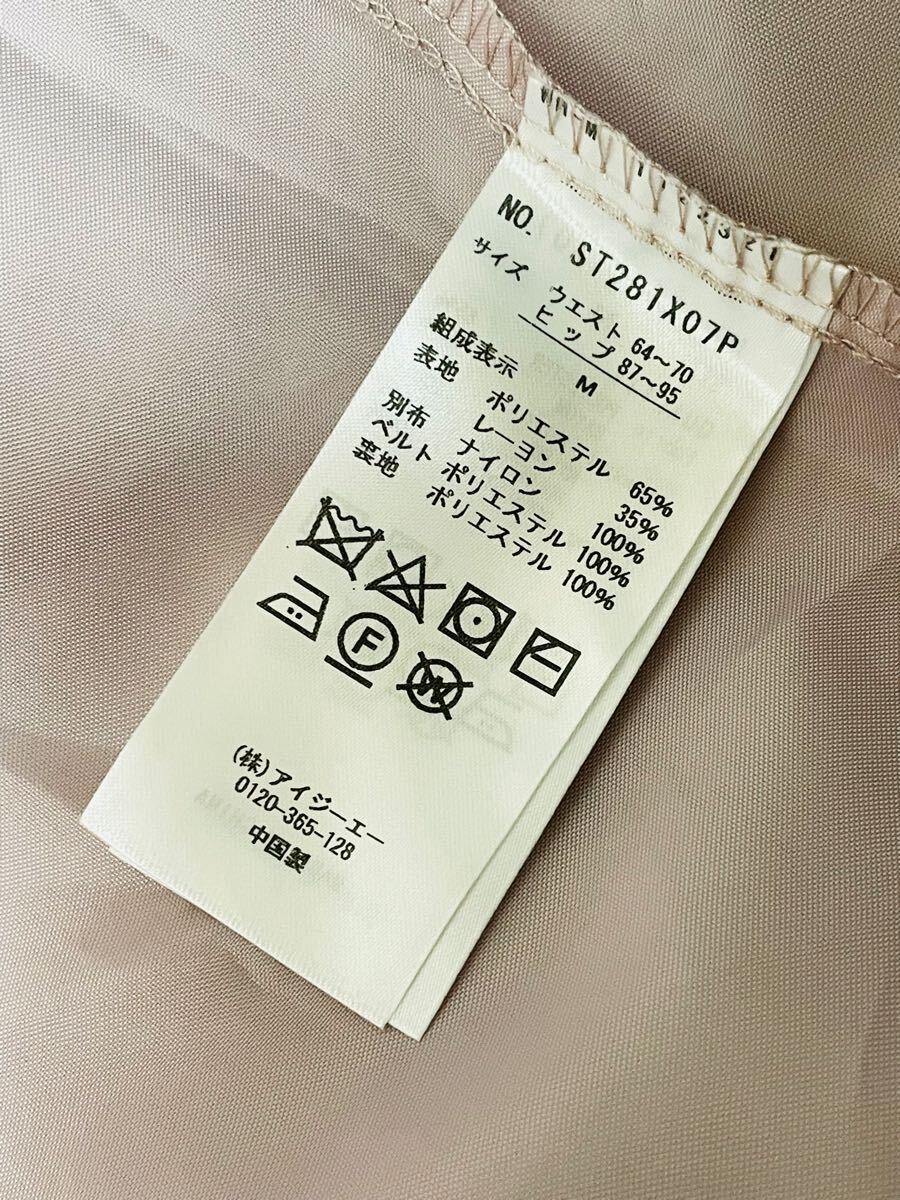 NO. ST281X07P
サイズ ウエスト 64～70
ヒップ 87～95
M
組成表示
表地 ポリエステル 65%
レーヨン 35%
別布 ナイロン 100%
ベルト ポリエステル 100%
裏地 ポリエステル 100%
F
W
(株)アイジーエー
0120-365-128
中国製